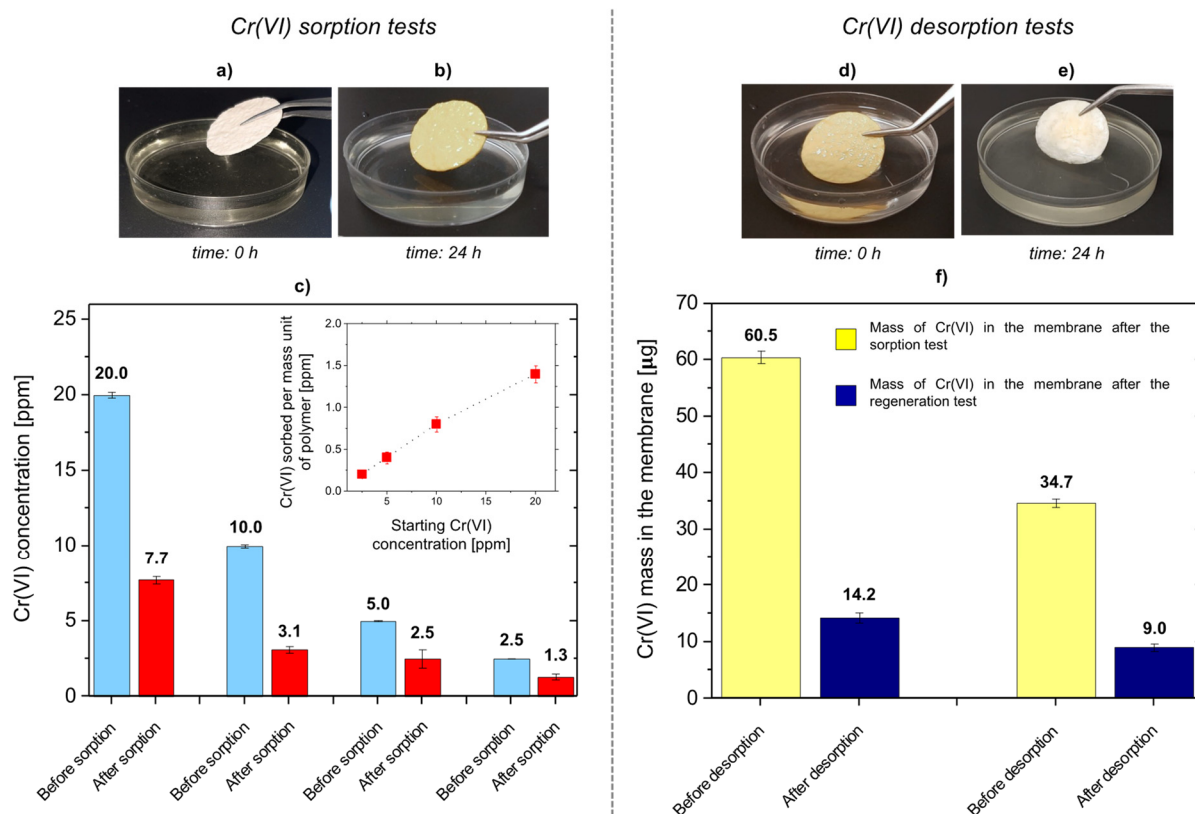 Cr(VI) sorption tests
a)
b)
time: 0 h
time: 24 h
c)
Cr(VI) concentration [ppm]
25
20
15
10
5
0
20.0
7.7
10.0
3.1
5.0
2.5
2.5
1.3
Before sorption
After sorption
Before sorption
After sorption
Before sorption
After sorption
Before sorption
After sorption
Cr(VI) sorbed per mass unit
of polymer [ppm]
2.0
1.5
1.0
0.5
0.0
5
10
15
20
Starting Cr(VI)
concentration [ppm]
Cr(VI) desorption tests
d)
e)
time: 0 h
time: 24 h
f)
Cr(VI) mass in the membrane [µg]
70
60
50
40
30
20
10
0
Mass of Cr(VI) in the membrane after the
sorption test
Mass of Cr(VI) in the membrane after the
regeneration test
60.5
14.2
34.7
9.0
Before desorption
After desorption
Before desorption
After desorption